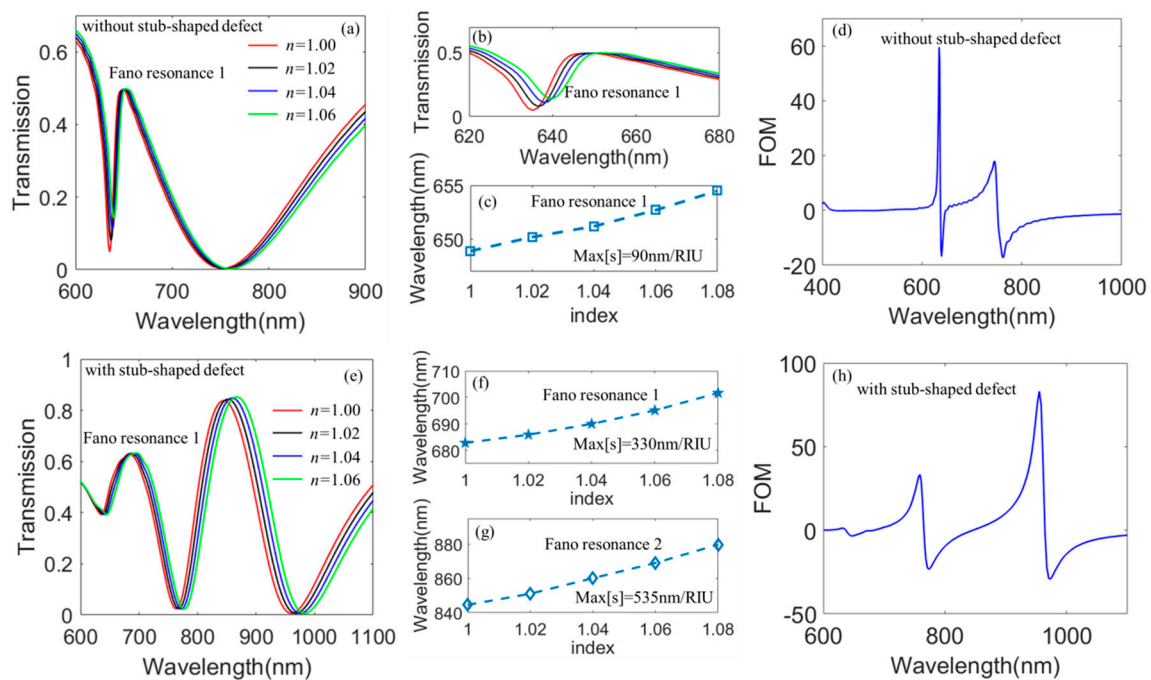 without stub-shaped defect
(a)
Fano resonance 1
n=1.00
n=1.02
n=1.04
n=1.06
Transmission
0.6
0.4
0.2
0
600
700
800
900
Wavelength(nm)
(b)
Fano resonance 1
Transmission
0.5
0
620
640
660
680
Wavelength(nm)
(c)
Fano resonance 1
Max[s]=90nm/RIU
Wavelength(nm)
655
650
1
1.02
1.04
1.06
1.08
index
(d)
without stub-shaped defect
FOM
60
40
20
0
-20
400
600
800
1000
Wavelength(nm)
with stub-shaped defect
(e)
Fano resonance 1
n=1.00
n=1.02
n=1.04
n=1.06
Transmission
1
0.8
0.6
0.4
0.2
0
600
700
800
900
1000
1100
Wavelength(nm)
(f)
Fano resonance 1
Max[s]=330nm/RIU
Wavelength(nm)
710
700
690
680
1
1.02
1.04
1.06
1.08
(g)
Fano resonance 2
Max[s]=535nm/RIU
Wavelength(nm)
880
860
840
1
1.02
1.04
1.06
1.08
index
(h)
with stub-shaped defect
FOM
100
50
0
-50
600
800
1000
Wavelength(nm)